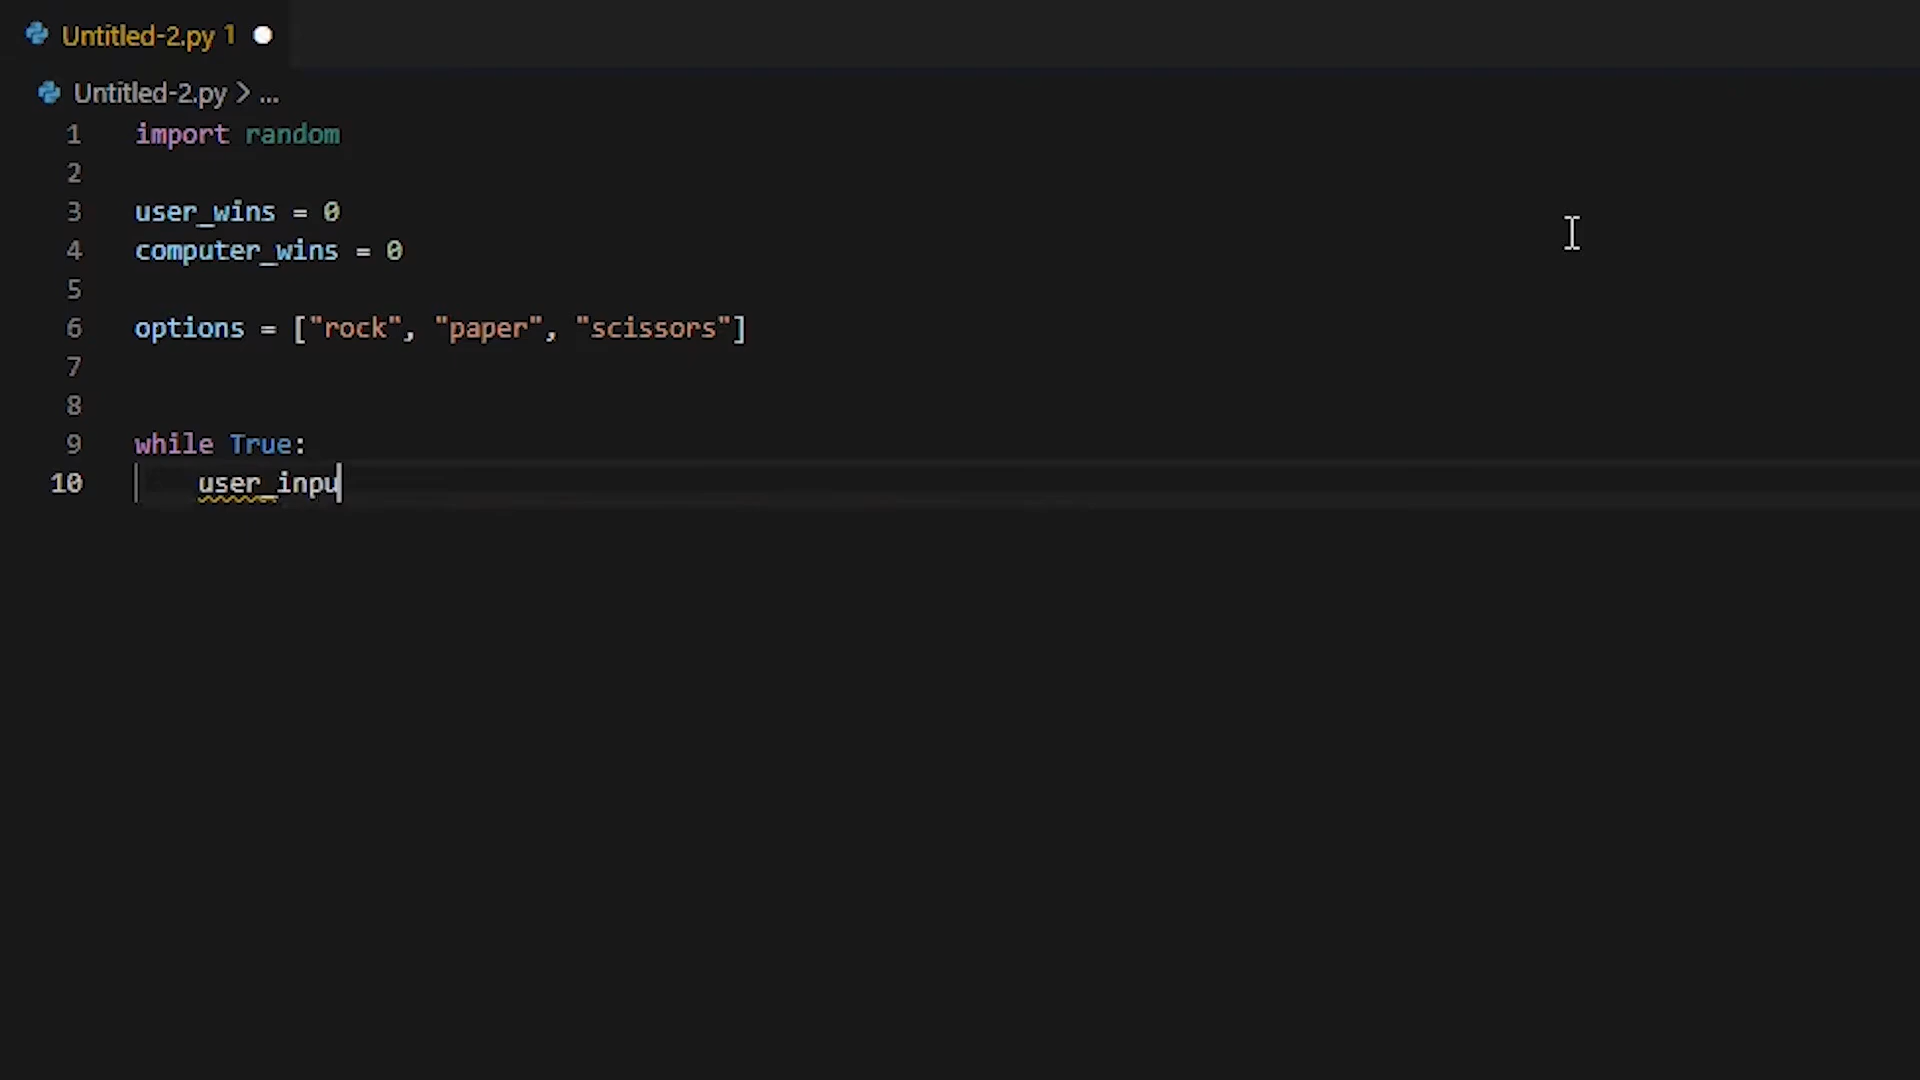 Untitled-2.py 1
Untitled-2.py > ...
1 import random
2
3 user_wins = 0
4 computer_wins = 0
5
6 options = ["rock", "paper", "scissors"]
7
8
9 while True:
10     user_inpu